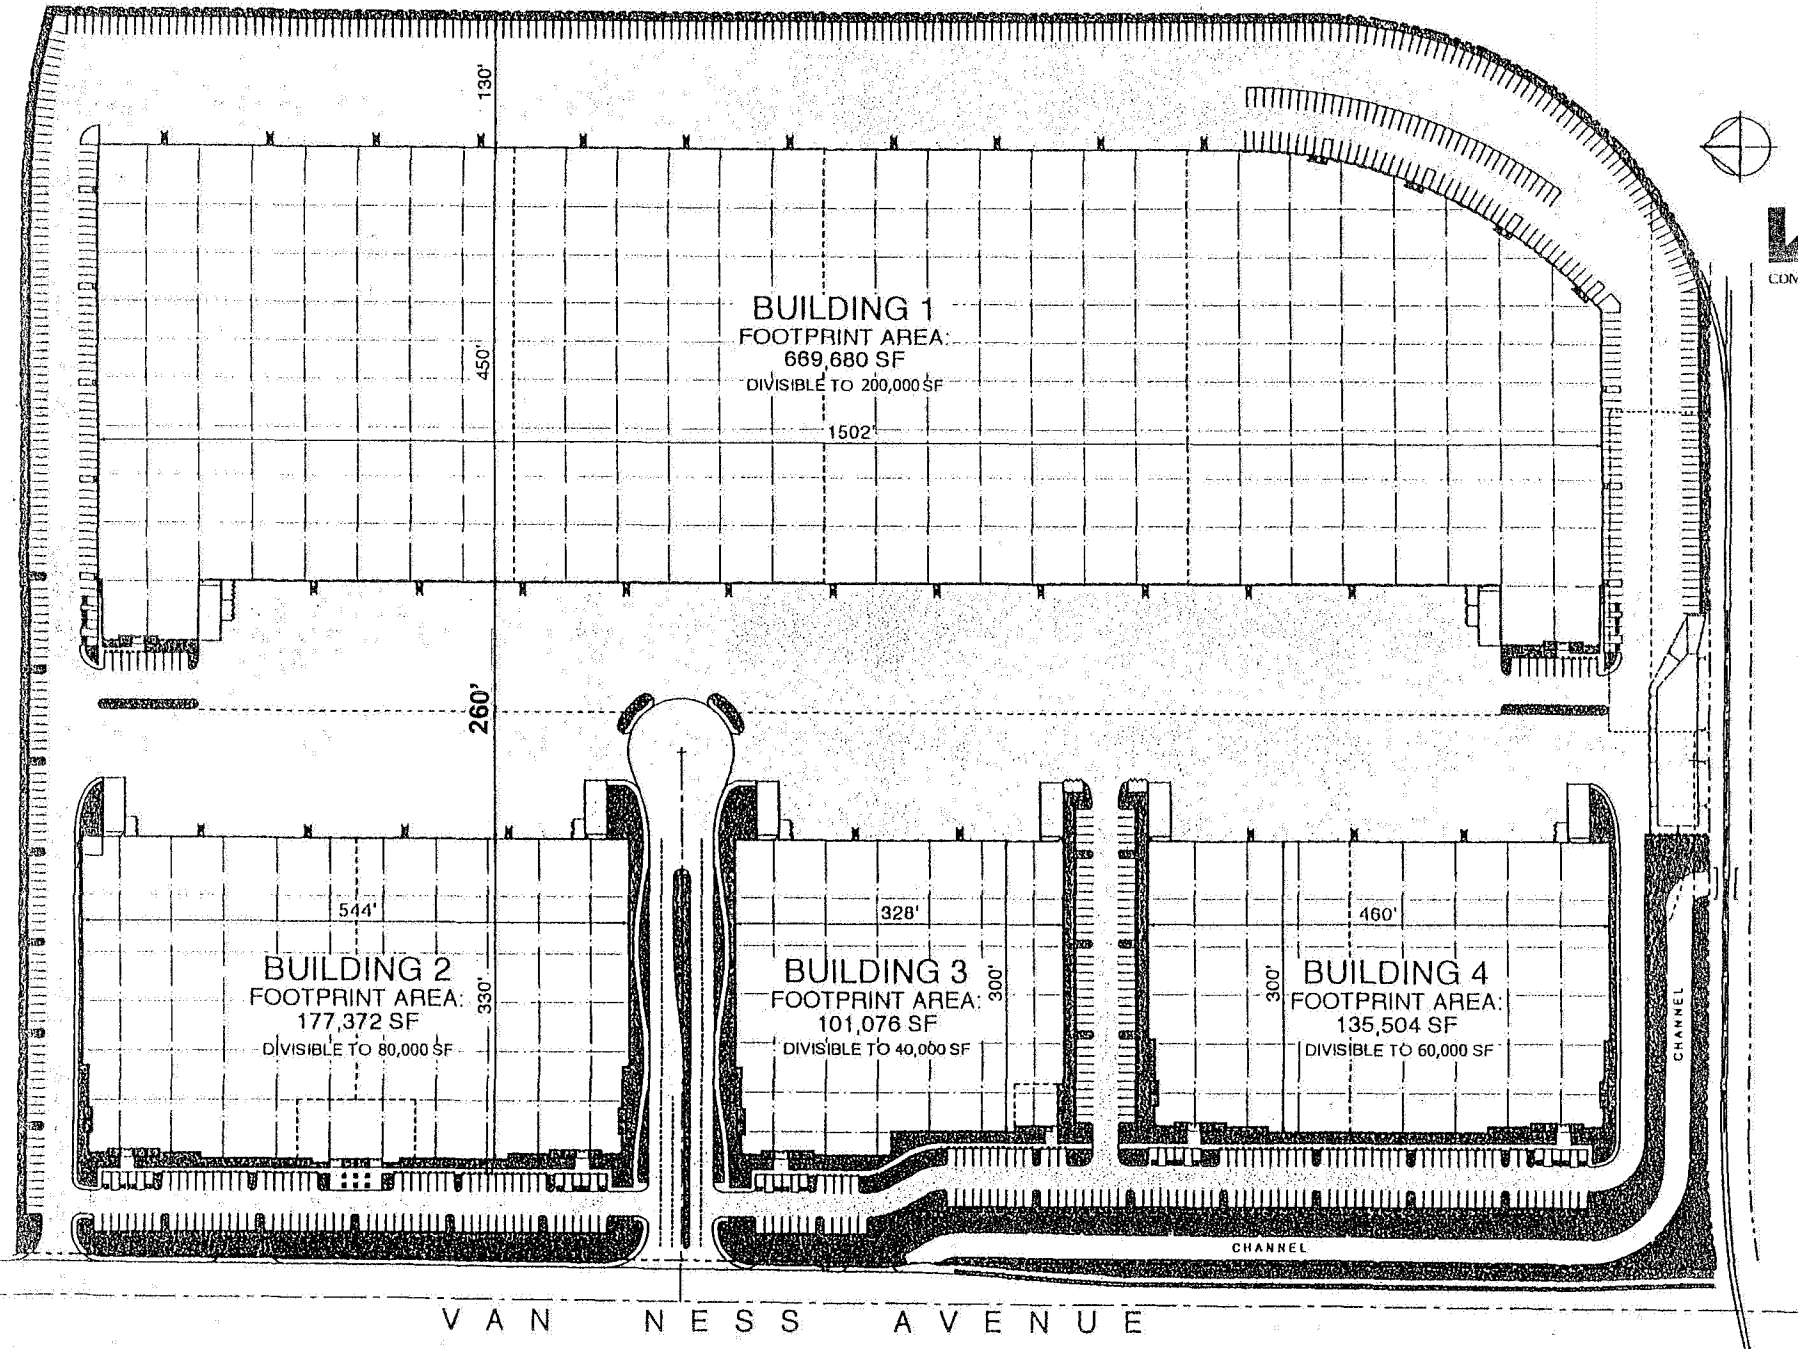 130'
BUILDING 1
FOOTPRINT AREA:
669,680 SF
DIVISIBLE TO 200,000 SF
450'
1502'
COM
260'
544'
BUILDING 2
FOOTPRINT AREA:
177,372 SF
DIVISIBLE TO 80,000 SF
330'
328'
BUILDING 3
FOOTPRINT AREA:
101,076 SF
DIVISIBLE TO 40,000 SF
300'
460'
BUILDING 4
FOOTPRINT AREA:
135,504 SF
DIVISIBLE TO 60,000 SF
300'
CHANNEL
CHANNEL
VAN NESS AVENUE